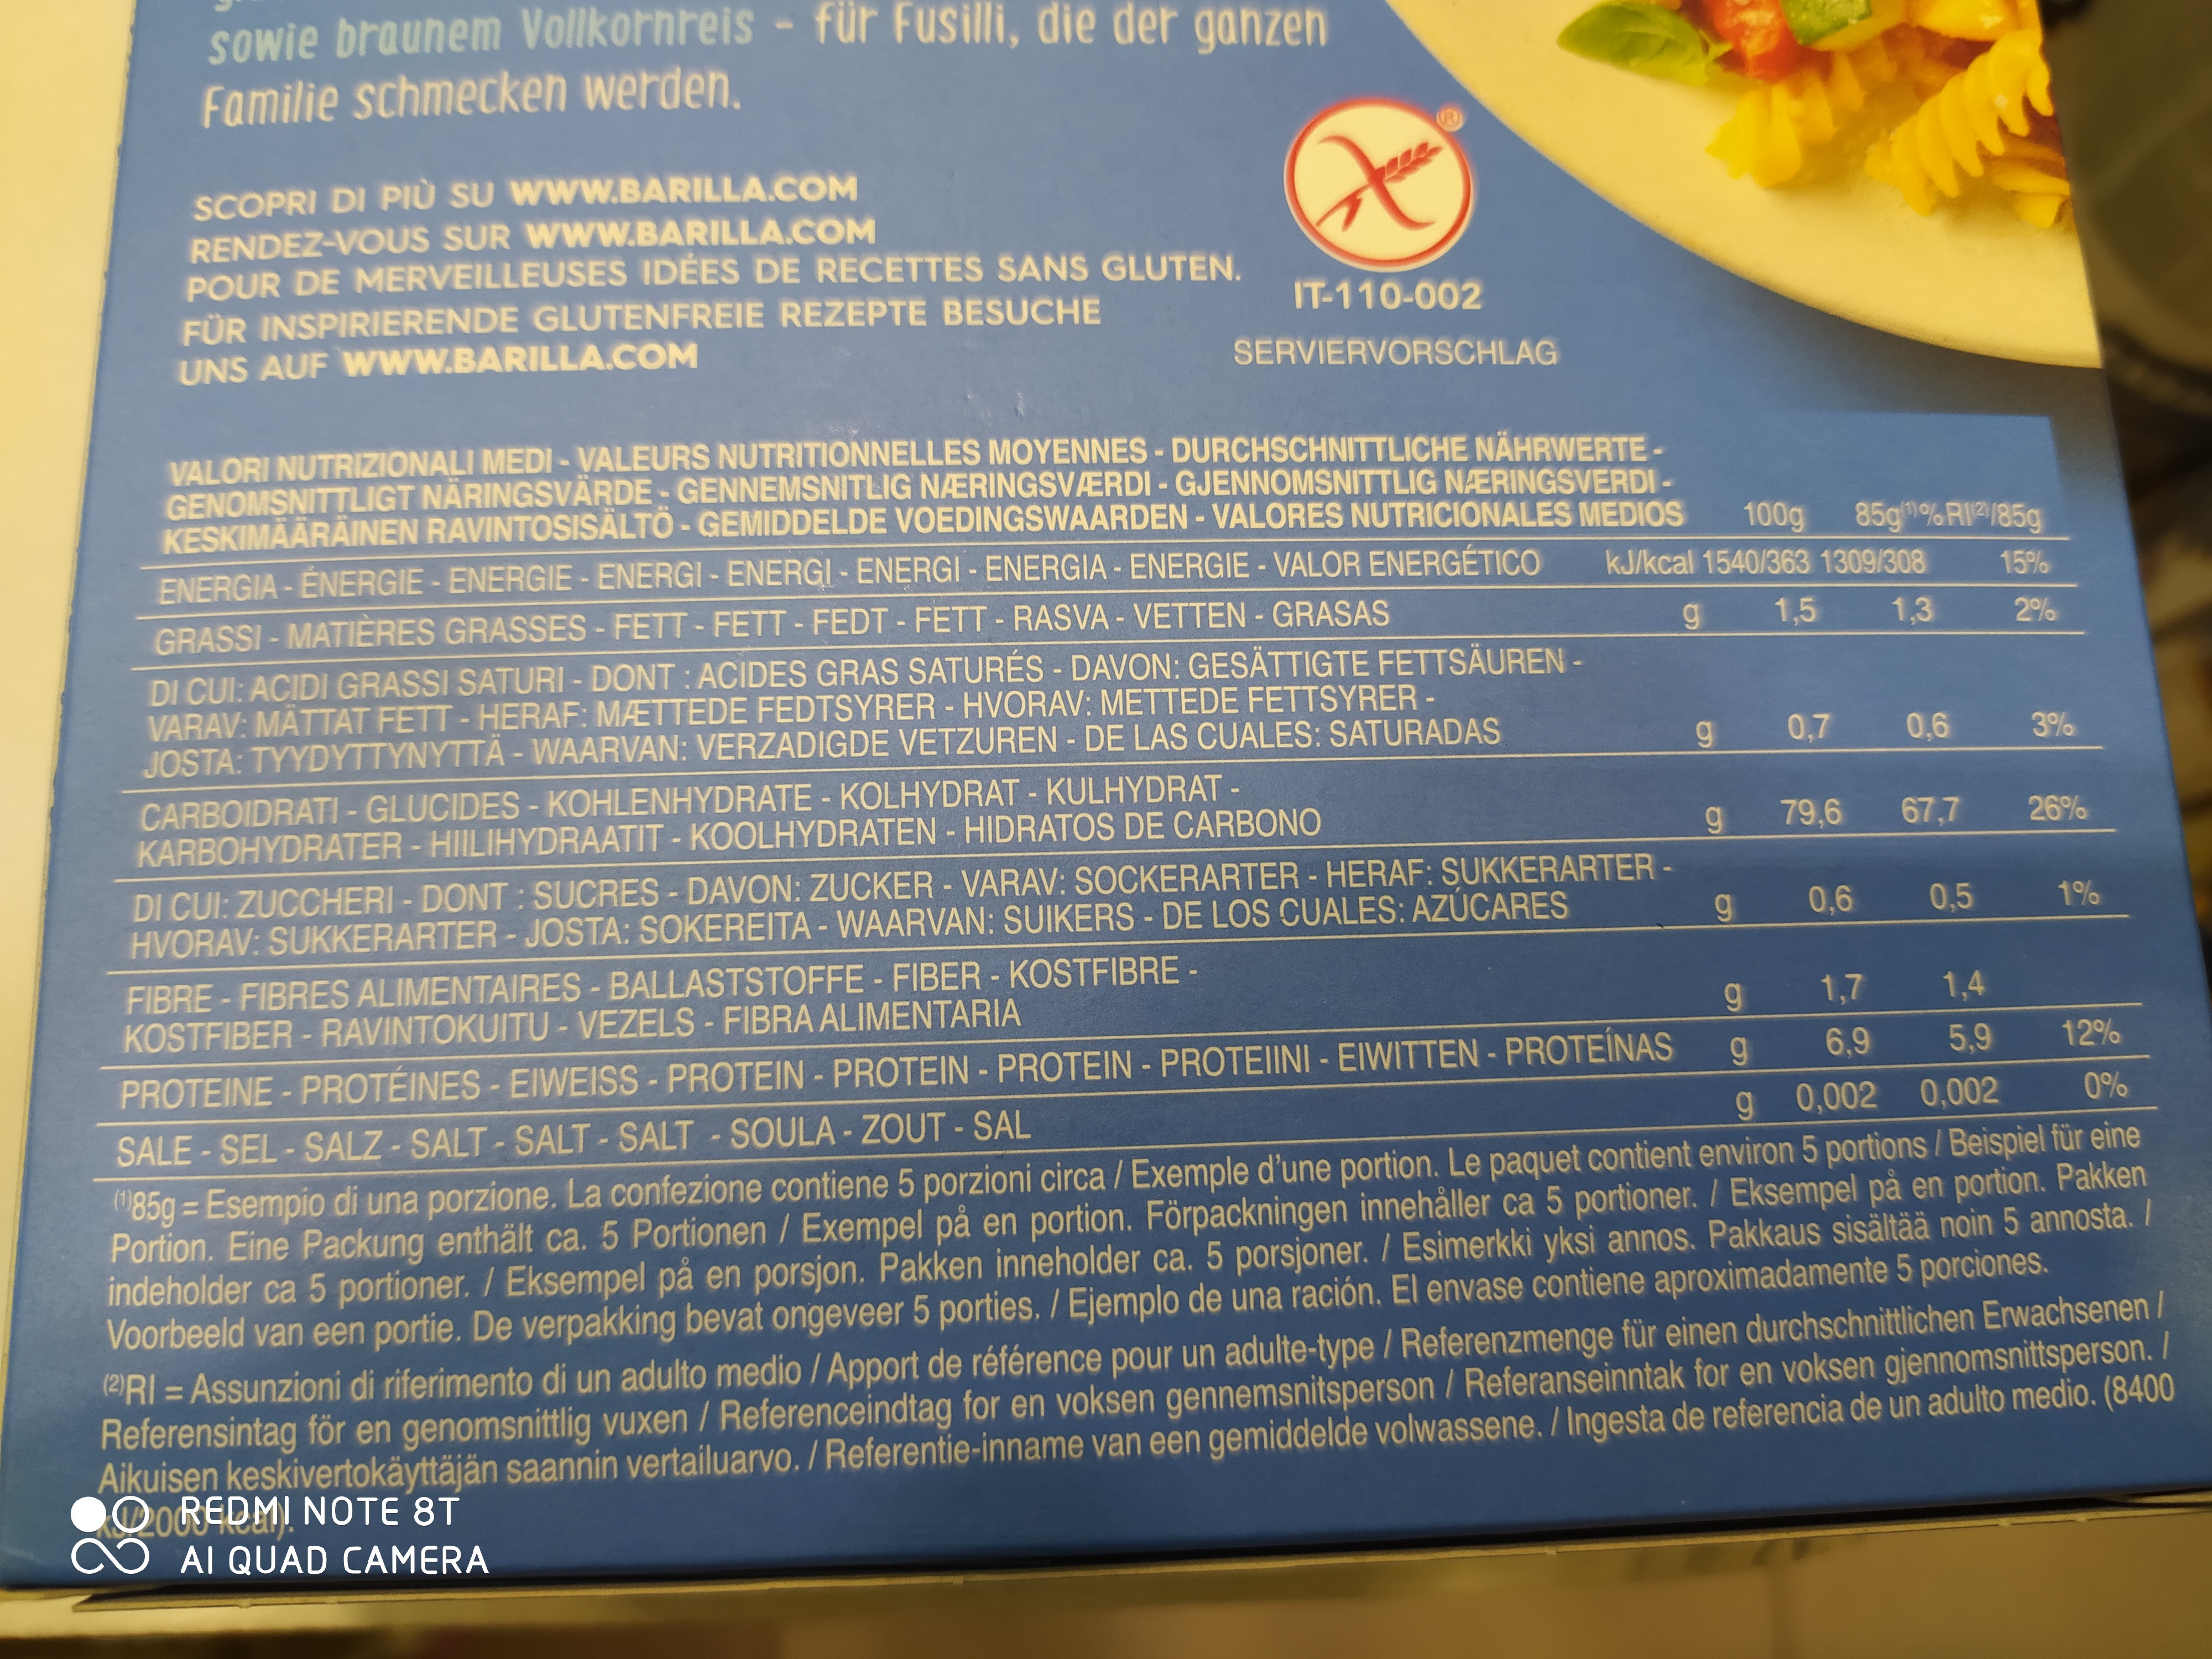 sowie braunem Vollkornreis - für Fusilli, die der ganzen
Familie schmecken werden.
SCOPRI DI PIÙ SU WWW.BARILLA.COM
RENDEZ-VOUS SUR WWW.BARILLA.COM
POUR DE MERVEILLEUSES IDÉES DE RECETTES SANS GLUTEN.
FÜR INSPIRIERENDE GLUTENFREIE REZEPTE BESUCHE
UNS AUF WWW.BARILLA.COM
®
IT-110-002
SERVIERVORSCHLAG
VALORI NUTRIZIONALI MEDI - VALEURS NUTRITIONNELLES MOYENNES - DURCHSCHNITTLICHE NÄHRWERTE -
GENOMSNITTLIGT NÄRINGSVÄRDE - GENNEMSNITLIG NÆRINGSVÆRDI - GJENNOMSNITTLIG NÆRINGSVERDI -
KESKIMÄÄRÄINEN RAVINTOSISÄLTÖ - GEMIDDELDE VOEDINGSWAARDEN - VALORES NUTRICIONALES MEDIOS 100g 85g(1) % RI(2)/85g
ENERGIA - ÉNERGIE - ENERGIE - ENERGI - ENERGI - ENERGI - ENERGIA - ENERGIE - VALOR ENERGÉTICO kJ/kcal 1540/363 1309/308 15%
GRASSI - MATIÈRES GRASSES - FETT - FETT - FEDT - FETT - RASVA - VETTEN - GRASAS g 1,5 1,3 2%
DI CUI: ACIDI GRASSI SATURI - DONT : ACIDES GRAS SATURÉS - DAVON: GESÄTTIGTE FETTSÄUREN -
VARAV: MÄTTAT FETT - HERAF: MÆTTEDE FEDTSYRER - HVORAV: METTEDE FETTSYRER -
JOSTA: TYYDYTTYNYTTÄ - WAARVAN: VERZADIGDE VETZUREN - DE LAS CUALES: SATURADAS g 0,7 0,6 3%
CARBOIDRATI - GLUCIDES - KOHLENHYDRATE - KOLHYDRAT - KULHYDRAT -
KARBOHYDRATER - HIILIHYDRAATIT - KOOLHYDRATEN - HIDRATOS DE CARBONO g 79,6 67,7 26%
DI CUI: ZUCCHERI - DONT : SUCRES - DAVON: ZUCKER - VARAV: SOCKERARTER - HERAF: SUKKERARTER -
HVORAV: SUKKERARTER - JOSTA: SOKEREITA - WAARVAN: SUIKERS - DE LOS CUALES: AZÚCARES g 0,6 0,5 1%
FIBRE - FIBRES ALIMENTAIRES - BALLASTSTOFFE - FIBER - KOSTFIBRE -
KOSTFIBER - RAVINTOKUITU - VEZELS - FIBRA ALIMENTARIA g 1,7 1,4
PROTEINE - PROTÉINES - EIWEISS - PROTEIN - PROTEIN - PROTEIN - PROTEIINI - EIWITTEN - PROTEÍNAS g 6,9 5,9 12%
SALE - SEL - SALZ - SALT - SALT - SALT - SOULA - ZOUT - SAL g 0,002 0,002 0%
(1)85g = Esempio di una porzione. La confezione contiene 5 porzioni circa / Exemple d'une portion. Le paquet contient environ 5 portions / Beispiel für eine
Portion. Eine Packung enthält ca. 5 Portionen / Exempel på en portion. Förpackningen innehåller ca 5 portioner. / Eksempel på en portion. Pakken
indeholder ca 5 portioner. / Eksempel på en porsjon. Pakken inneholder ca. 5 porsjoner. / Esimerkki yksi annos. Pakkaus sisältää noin 5 annosta. /
Voorbeeld van een portie. De verpakking bevat ongeveer 5 porties. / Ejemplo de una ración. El envase contiene aproximadamente 5 porciones.
(2)RI = Assunzioni di riferimento di un adulto medio / Apport de référence pour un adulte-type / Referenzmenge für einen durchschnittlichen Erwachsenen /
Referensintag för en genomsnittlig vuxen / Referenceindtag for en voksen gennemsnitsperson / Referanseinntak for en voksen gjennomsnittsperson. /
Aikuisen keskivertokäyttäjän saannin vertailuarvo. / Referentie-inname van een gemiddelde volwassene. / Ingesta de referencia de un adulto medio. (8400
kJ/2000 kcal).
REDMI NOTE 8T
AI QUAD CAMERA